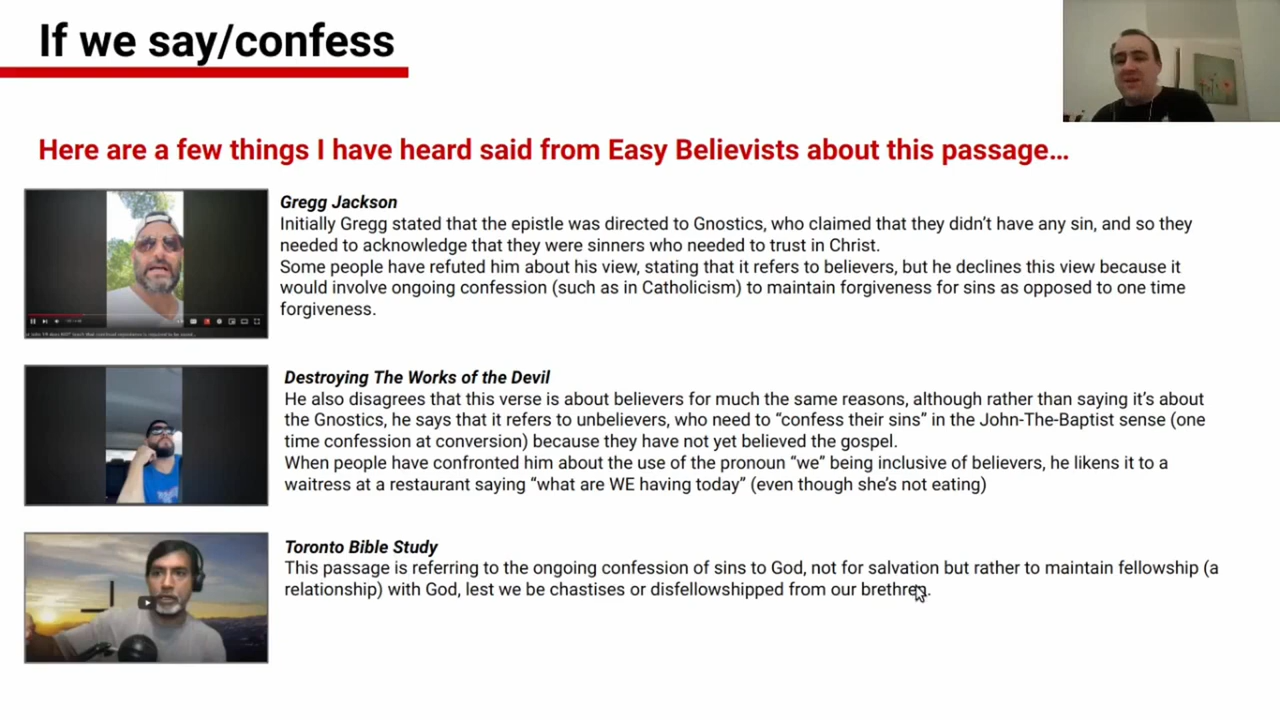 If we say/confess
Here are a few things I have heard said from Easy Believists about this passage...
Gregg Jackson
Initially Gregg stated that the epistle was directed to Gnostics, who claimed that they didn't have any sin, and so they
needed to acknowledge that they were sinners who needed to trust in Christ.
Some people have refuted him about his view, stating that it refers to believers, but he declines this view because it
would involve ongoing confession (such as in Catholicism) to maintain forgiveness for sins as opposed to one time
forgiveness.
Destroying The Works of the Devil
He also disagrees that this verse is about believers for much the same reasons, although rather than saying it's about
the Gnostics, he says that it refers to unbelievers, who need to "confess their sins" in the John-The-Baptist sense (one
time confession at conversion) because they have not yet believed the gospel.
When people have confronted him about the use of the pronoun "we" being inclusive of believers, he likens it to a
waitress at a restaurant saying "what are WE having today" (even though she's not eating)
Toronto Bible Study
This passage is referring to the ongoing confession of sins to God, not for salvation but rather to maintain fellowship (a
relationship) with God, lest we be chastises or disfellowshipped from our brethren.